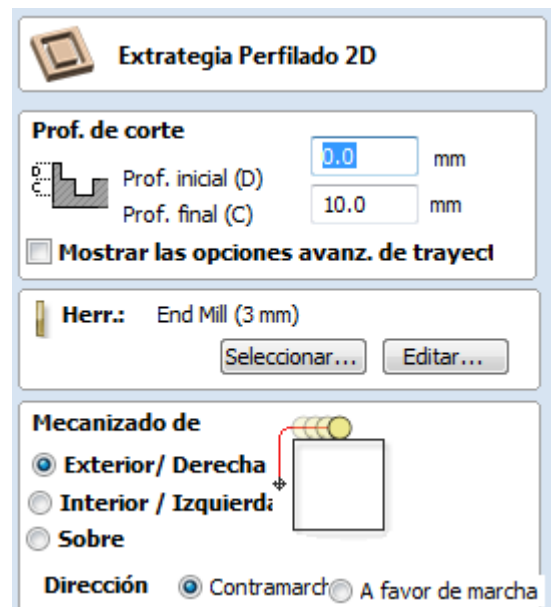 Extrategia Perfilado 2D
Prof. de corte
Prof. inicial (D) 0.0 mm
Prof. final (C) 10.0 mm
D
C
Mostrar las opciones avanz. de trayect
Herr.: End Mill (3 mm)
Seleccionar... Editar...
Mecanizado de
Exterior/ Derecha
Interior / Izquierda
Sobre
Dirección Contramarch A favor de marcha